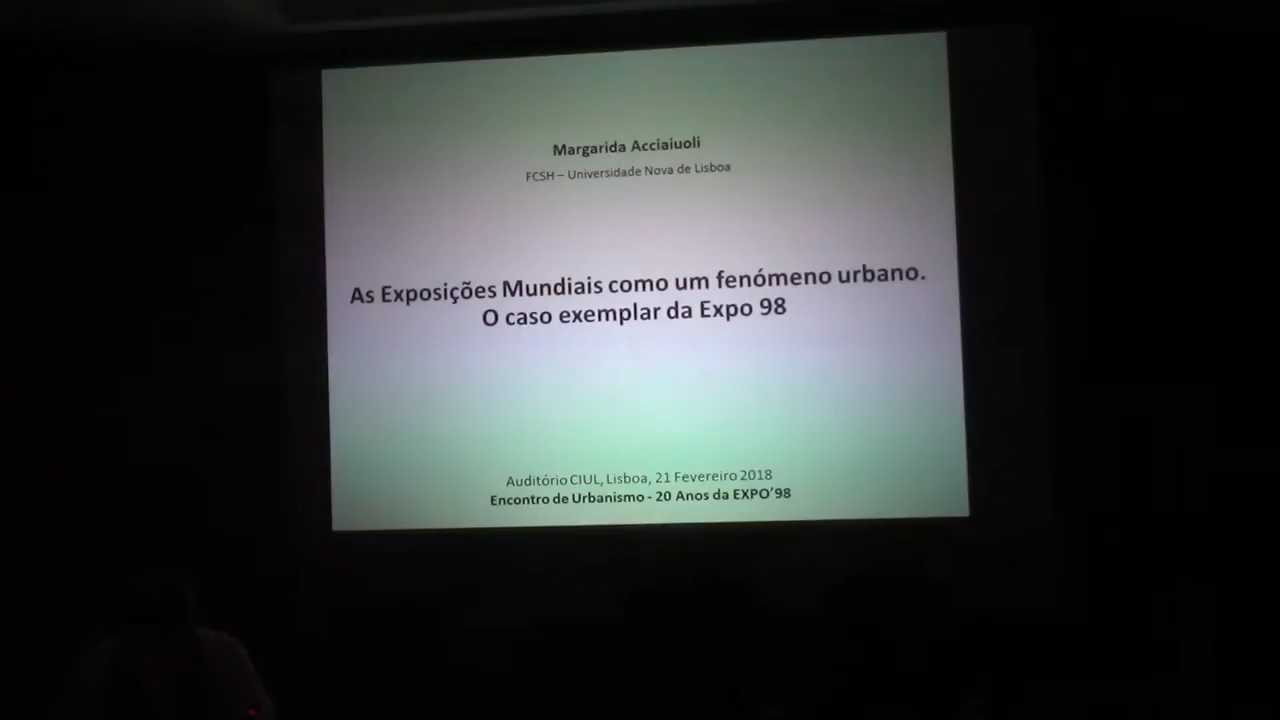 Margarida Acciaiuoli
FCSH – Universidade Nova de Lisboa
As Exposições Mundiais como um fenómeno urbano.
O caso exemplar da Expo 98
Auditório CIUL, Lisboa, 21 Fevereiro 2018
Encontro de Urbanismo - 20 Anos da EXPO'98